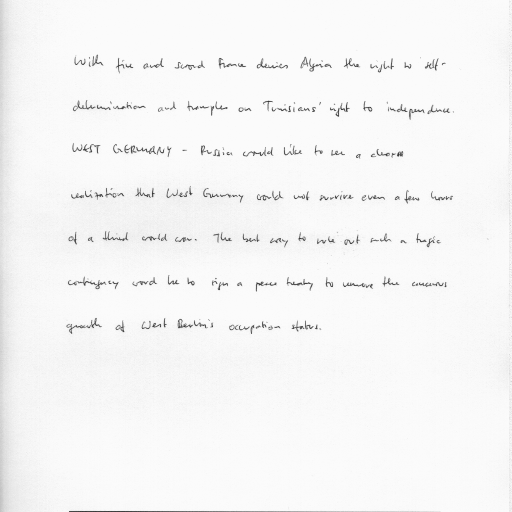 With fire and sword France denies Algeria the right to self-
determination and tramples on Tunisians' right to independence.
WEST GERMANY - Russia would like to see a clearer
realization that West Germany could not survive even a few hours
of a third world war. The best way to rule out such a tragic
contingency would be to sign a peace treaty to remove the cancerous
growth of West Berlin's occupation status.